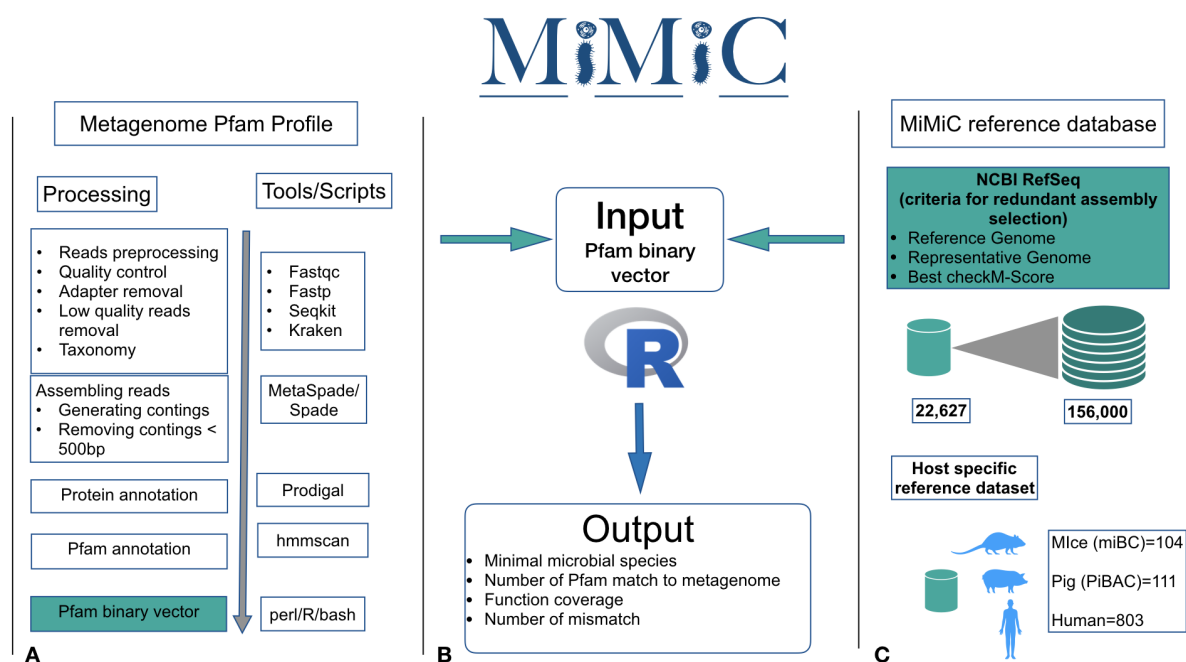 MiMiC
Metagenome Pfam Profile
Processing
Tools/Scripts
• Reads preprocessing
• Quality control
• Adapter removal
• Low quality reads
removal
• Taxonomy
• Fastqc
• Fastp
• Seqkit
• Kraken
Assembling reads
• Generating contings
• Removing contings <
500bp
MetaSpade/
Spade
Protein annotation
Prodigal
Pfam annotation
hmmscan
Pfam binary vector
perl/R/bash
A
Input
Pfam binary
vector
R
Output
• Minimal microbial species
• Number of Pfam match to metagenome
• Function coverage
• Number of mismatch
B
MiMiC reference database
NCBI RefSeq
(criteria for redundant assembly
selection)
• Reference Genome
• Representative Genome
• Best checkM-Score
22,627
156,000
Host specific
reference dataset
MIce (miBC)=104
Pig (PiBAC)=111
Human=803
C